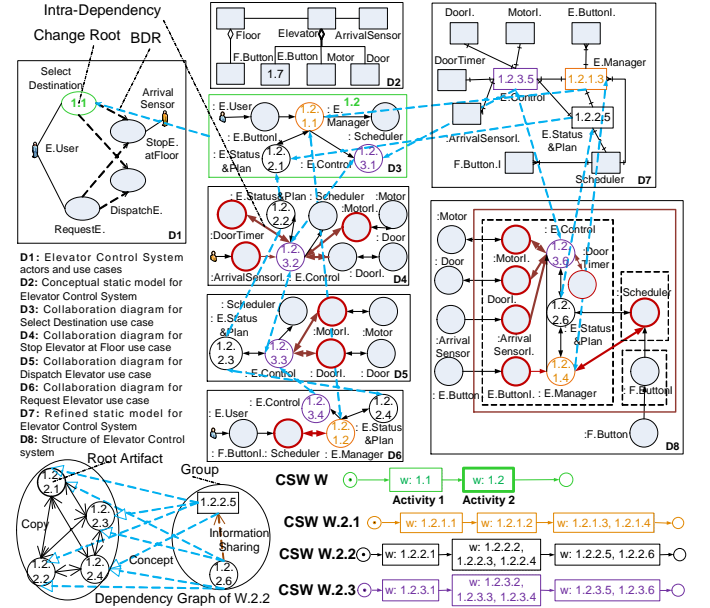 Intra-Dependency
Change Root
BDR
Select
Destination
1.1
Arrival
Sensor
E.User
StopE.
atFloor
DispatchE.
RequestE.
D1
Floor
Elevator
ArrivalSensor
F.Button
E.Button
Motor
Door
1.7
D2
1.2
: E.User
1.2.
1.1
: E.
Manager
: Door
: E.ButtonI.
: Scheduler
: E.Status
&Plan
1.2.
2.1
: E.Control
1.2.
3.1
D3
: E.Status&Plan
: Scheduler
:Motor
1.2.
2.2
:DoorTimer
:MotorI.
1.2.
3.2
:Door
:ArrivalSensorI.
: E.Control
:DoorI.
D4
: Scheduler
: E.Status
&Plan
:MotorI.
:Motor
1.2.
2.3
1.2.
3.3
: E.Control
:DoorI.
:Door
D5
: E.Control
1.2.
3.4
1.2.
2.4
: E.User
1.2.
1.2
: E.Status
&Plan
: F.ButtonI.
: Scheduler
: E.Manager
D6
DoorI.
MotorI.
E.ButtonI.
DoorTimer
E.Manager
1.2.3.5
1.2.1.3
E.Control
1.2.2.5
:ArrivalSensorI.
E.Status
&Plan
F.Button.I
Scheduler
D7
:Motor
: E.Control
1.2.
3.6
:Door
Timer
:MotorI.
:Door
DoorI.
:Scheduler
1.2.
2.6
: E.Status
&Plan
:Arrival
Sensor
:ArrivalSensorI.
1.2.
1.4
: F.ButtonI.
: E.Button
E.ButtonI.
: E.Manager
:F.Button
D8
D1: Elevator Control System
actors and use cases
D2: Conceptual static model for
Elevator Control System
D3: Collaboration diagram for
Select Destination use case
D4: Collaboration diagram for
Stop Elevator at Floor use case
D5: Collaboration diagram for
Dispatch Elevator use case
D6: Collaboration diagram for
Request Elevator use case
D7: Refined static model for
Elevator Control System
D8: Structure of Elevator Control
system
Root Artifact
Group
1.2.
2.1
1.2.
2.3
1.2.2.5
Copy
Information
Sharing
1.2.
2.2
1.2.
2.4
Concept
1.2.
2.6
Dependency Graph of W.2.2
CSW W
w: 1.1
w: 1.2
Activity 1
Activity 2
CSW W.2.1
w: 1.2.1.1
w: 1.2.1.2
w: 1.2.1.3, 1.2.1.4
CSW W.2.2
w: 1.2.2.1
w: 1.2.2.2,
1.2.2.3, 1.2.2.4
w: 1.2.2.5, 1.2.2.6
CSW W.2.3
w: 1.2.3.1
w: 1.2.3.2,
1.2.3.3, 1.2.3.4
w: 1.2.3.5, 1.2.3.6